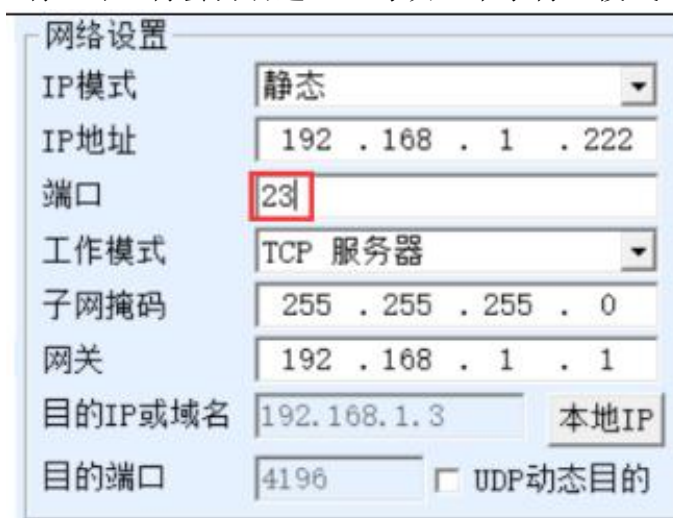 网络设置
IP模式 静态
IP地址 192 . 168 . 1 . 222
端口 23
工作模式 TCP 服务器
子网掩码 255 . 255 . 255 . 0
网关 192 . 168 . 1 . 1
目的IP或域名 192.168.1.3 本地IP
目的端口 4196 UDP动态目的